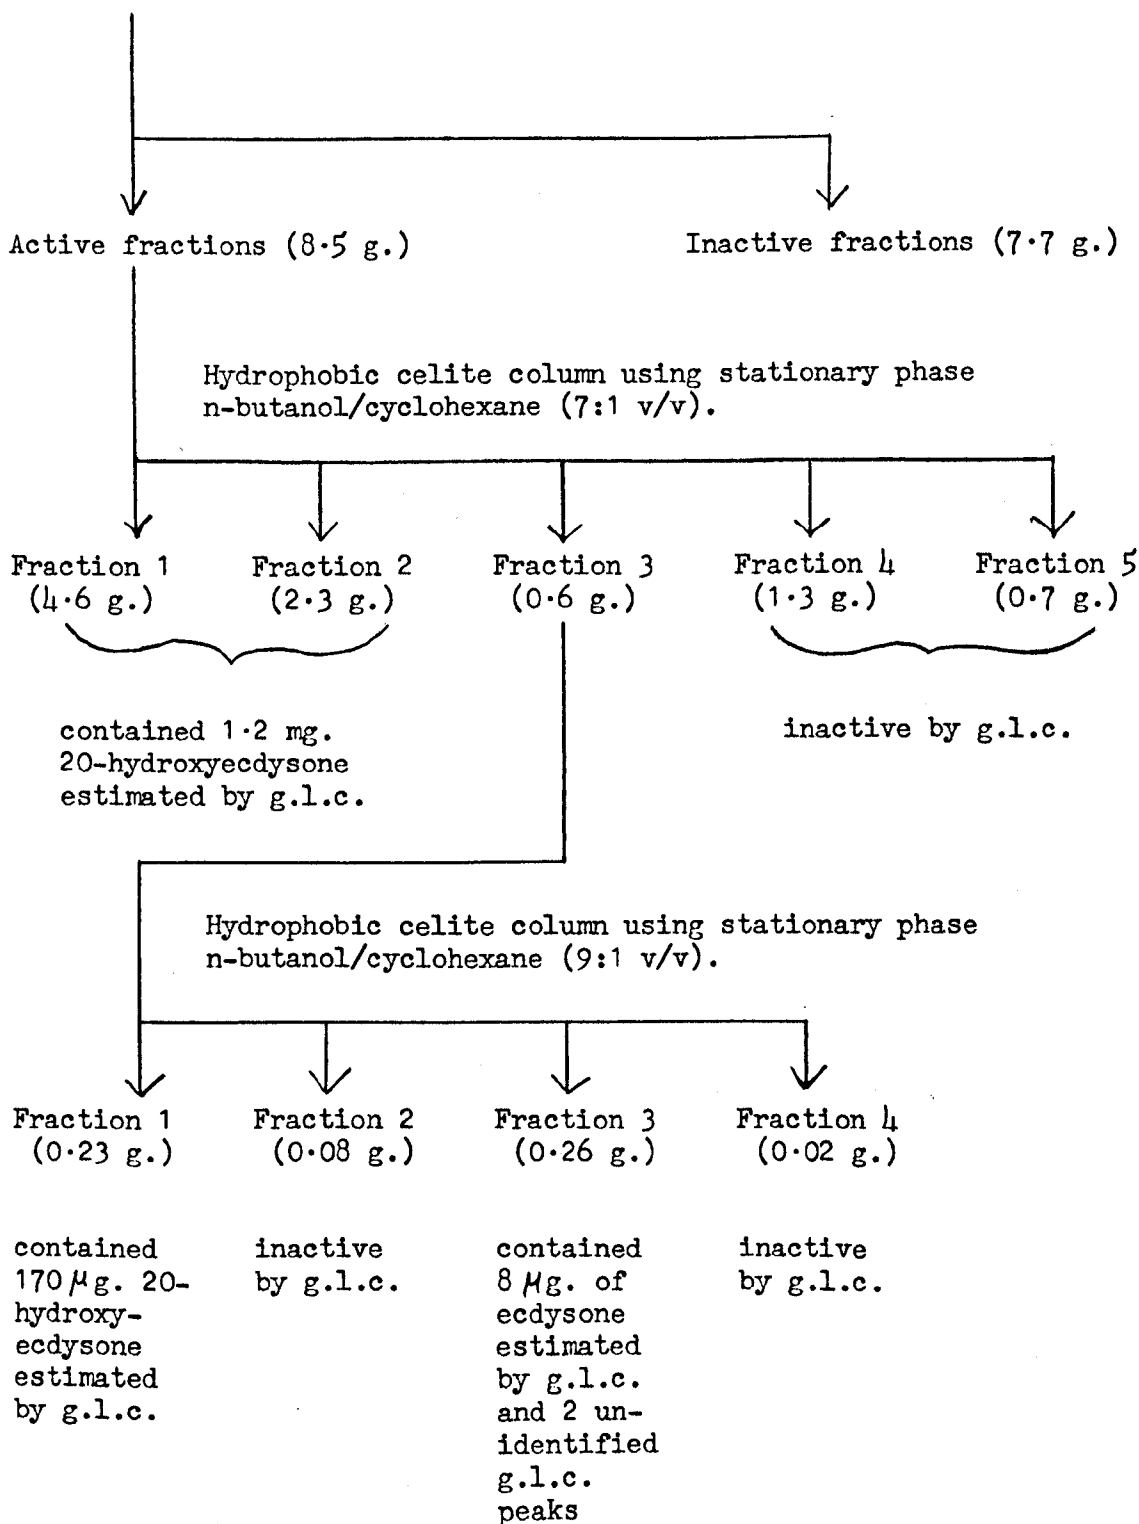 Active fractions (8·5 g.)
Inactive fractions (7·7 g.)
Hydrophobic celite column using stationary phase
n-butanol/cyclohexane (7:1 v/v).
Fraction 1
(4·6 g.)
Fraction 2
(2·3 g.)
Fraction 3
(0·6 g.)
Fraction 4
(1·3 g.)
Fraction 5
(0·7 g.)
contained 1·2 mg.
20-hydroxyecdysone
estimated by g.l.c.
inactive by g.l.c.
Hydrophobic celite column using stationary phase
n-butanol/cyclohexane (9:1 v/v).
Fraction 1
(0·23 g.)
Fraction 2
(0·08 g.)
Fraction 3
(0·26 g.)
Fraction 4
(0·02 g.)
contained
170 μg. 20-
hydroxy-
ecdysone
estimated
by g.l.c.
inactive
by g.l.c.
contained
8 μg. of
ecdysone
estimated
by g.l.c.
and 2 un-
identified
g.l.c.
peaks
inactive
by g.l.c.